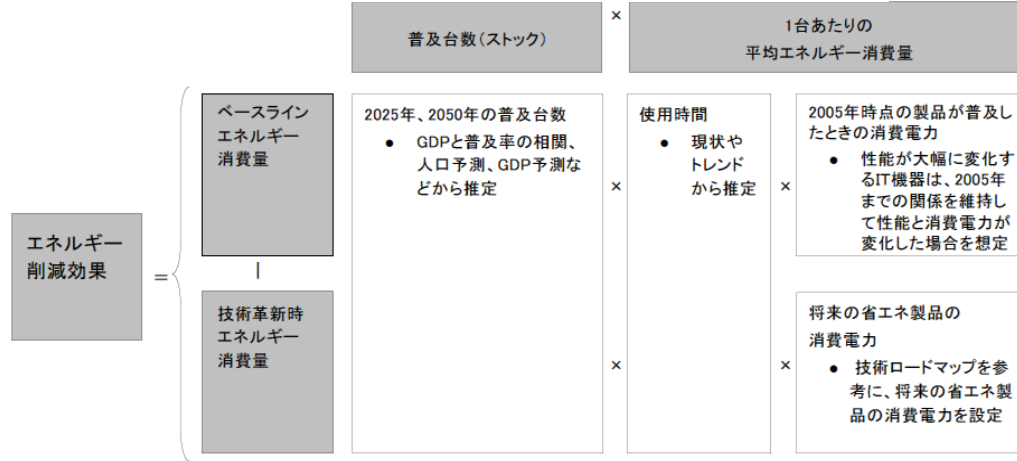 普及台数(ストック)
×
1台あたりの
平均エネルギー消費量
エネルギー
削減効果
=
ベースライン
エネルギー
消費量
|
技術革新時
エネルギー
消費量
2025年、2050年の普及台数
● GDPと普及率の相関、
人口予測、GDP予測な
どから推定
×
×
使用時間
● 現状や
トレンド
から推定
×
×
2005年時点の製品が普及し
たときの消費電力
● 性能が大幅に変化す
るIT機器は、2005年
までの関係を維持し
て性能と消費電力が
変化した場合を想定
将来の省エネ製品の
消費電力
● 技術ロードマップを参
考に、将来の省エネ製
品の消費電力を設定